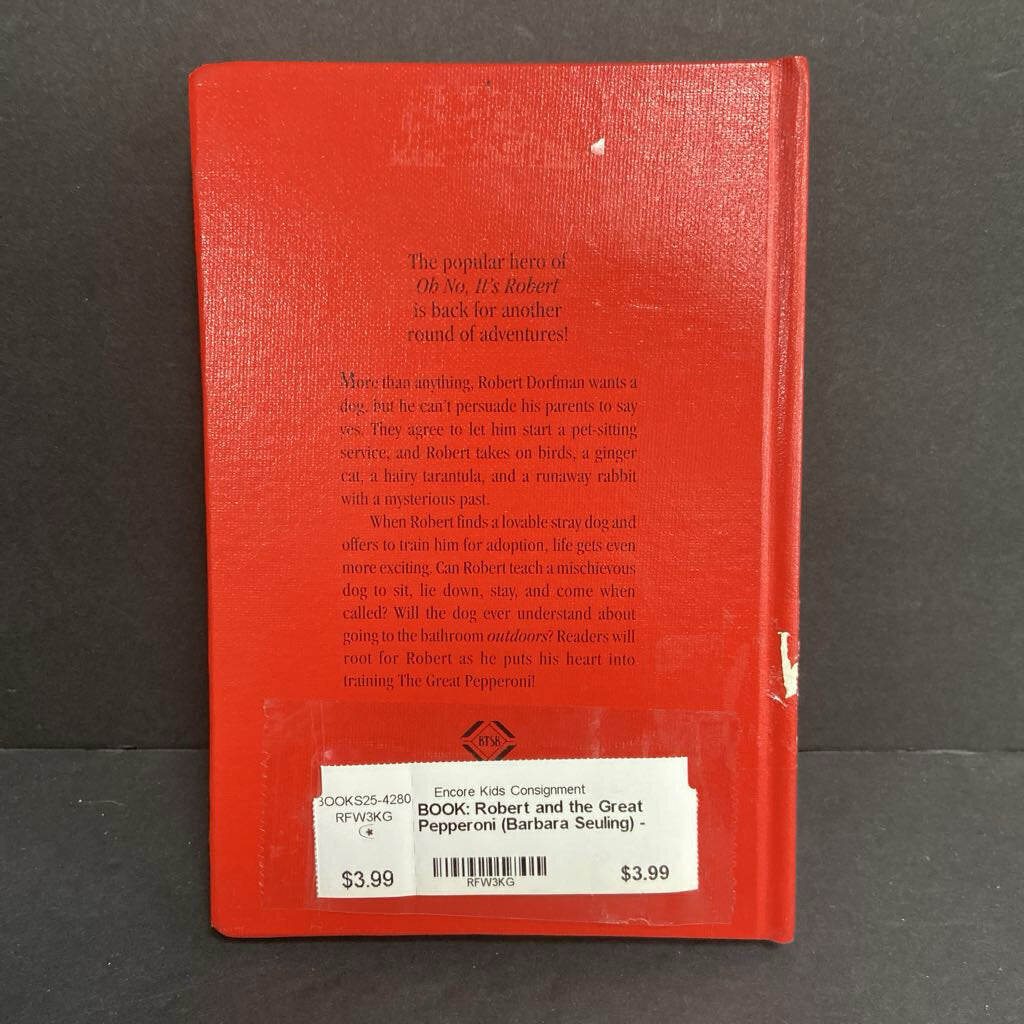 The popular hero of
Oh No, It's Robert
is back for another
round of adventures!
More than anything, Robert Dorfman wants a
dog, but he can't persuade his parents to say
yes. They agree to let him start a pet-sitting
service, and Robert takes on birds, a ginger
cat, a hairy tarantula, and a runaway rabbit
with a mysterious past.
When Robert finds a lovable stray dog and
offers to train him for adoption, life gets even
more exciting. Can Robert teach a mischievous
dog to sit, lie down, stay, and come when
called? Will the dog ever understand about
going to the bathroom outdoors? Readers will
root for Robert as he puts his heart into
training The Great Pepperoni!
BTSB
BOOKS25-4280
RFW3KG
$3.99
Encore Kids Consignment
BOOK: Robert and the Great
Pepperoni (Barbara Seuling) -
RFW3KG
$3.99